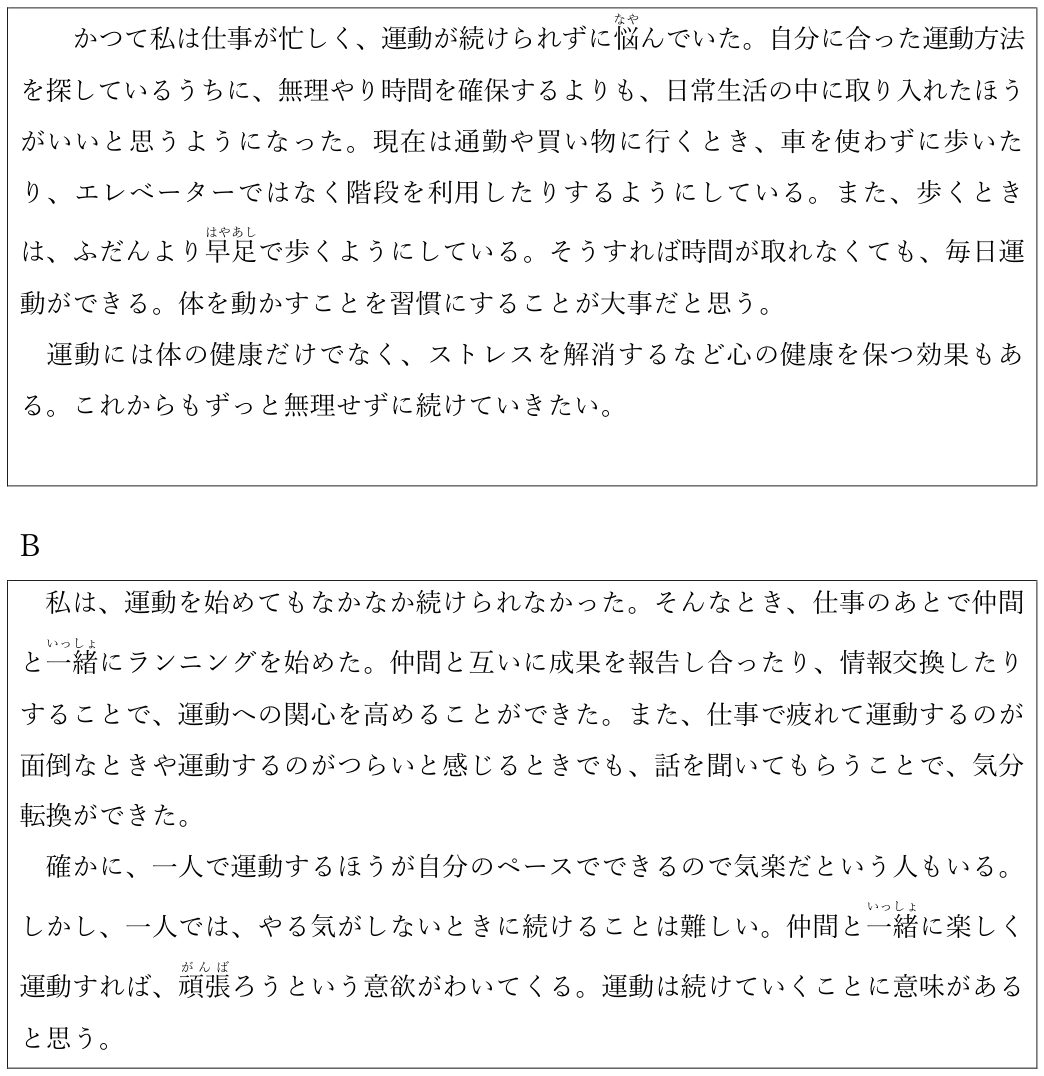 かつて私は仕事が忙しく、運動が続けられずに悩んでいた。自分に合った運動方法
を探しているうちに、無理やり時間を確保するよりも、日常生活の中に取り入れたほう
がいいと思うようになった。現在は通勤や買い物に行くとき、車を使わずに歩いた
り、エレベーターではなく階段を利用したりするようにしている。また、歩くとき
は、ふだんより早足で歩くようにしている。そうすれば時間が取れなくても、毎日運
動ができる。体を動かすことを習慣にすることが大事だと思う。
運動には体の健康だけでなく、ストレスを解消するなど心の健康を保つ効果もあ
る。これからもずっと無理せずに続けていきたい。
B
私は、運動を始めてもなかなか続けられなかった。そんなとき、仕事のあとで仲間
と一緒にランニングを始めた。仲間と互いに成果を報告し合ったり、情報交換したり
することで、運動への関心を高めることができた。また、仕事で疲れて運動するのが
面倒なときや運動するのがつらいと感じるときでも、話を聞いてもらうことで、気分
転換ができた。
確かに、一人で運動するほうが自分のペースでできるので気楽だという人もいる。
しかし、一人では、やる気がしないときに続けることは難しい。仲間と一緒に楽しく
運動すれば、頑張ろうという意欲がわいてくる。運動は続けていくことに意味がある
と思う。